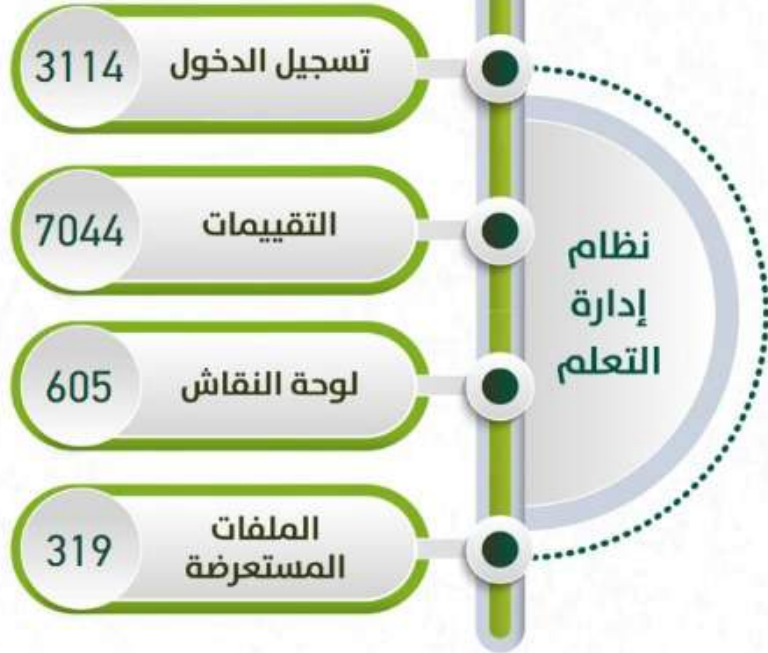 نظام
إدارة
التعلم
تسجيل الدخول
3114
التقييمات
7044
لوحة النقاش
605
الملفات
المستعرضة
319